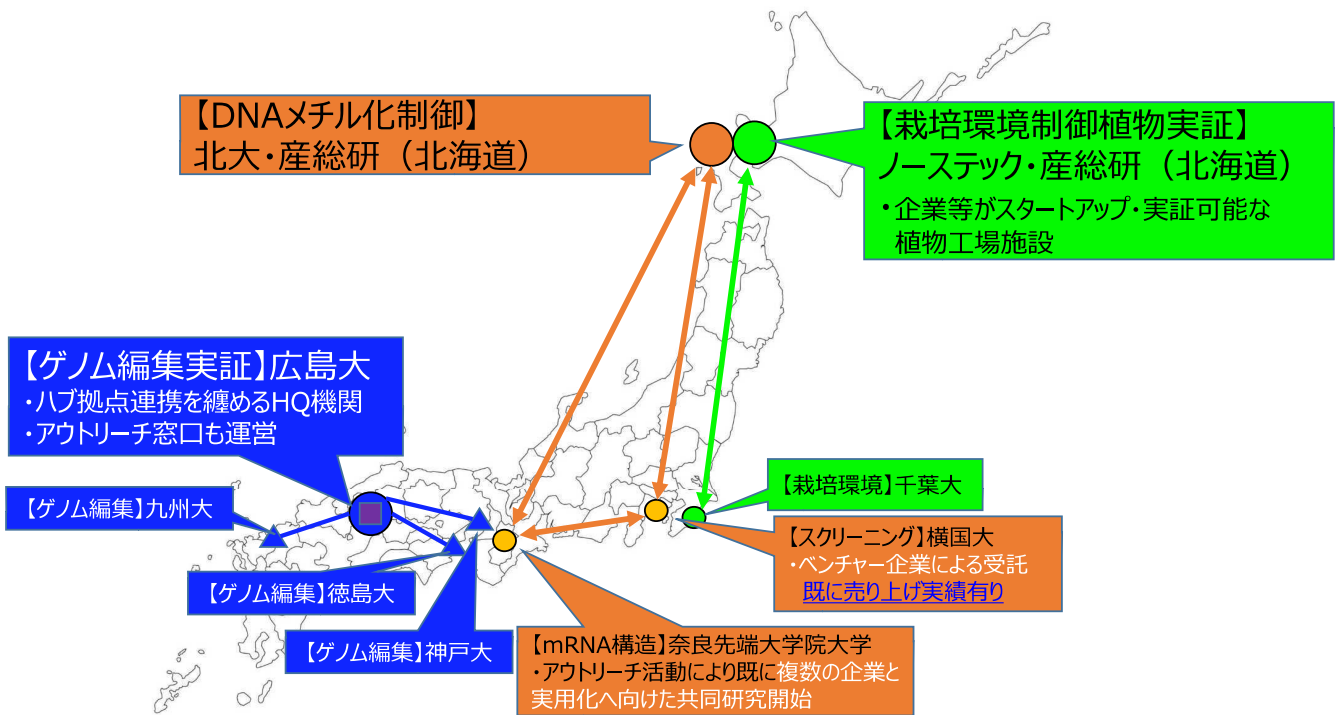 【DNAメチル化制御】
北大・産総研（北海道）
【栽培環境制御植物実証】
ノーステック・産総研（北海道）
・企業等がスタートアップ・実証可能な
植物工場施設
【ゲノム編集実証】広島大
・ハブ拠点連携を纏めるHQ機関
・アウトリーチ窓口も運営
【ゲノム編集】九州大
【ゲノム編集】徳島大
【ゲノム編集】神戸大
【栽培環境】千葉大
【スクリーニング】横国大
・ベンチャー企業による受託
既に売り上げ実績有り
【mRNA構造】奈良先端大学院大学
・アウトリーチ活動により既に複数の企業と
実用化へ向けた共同研究開始